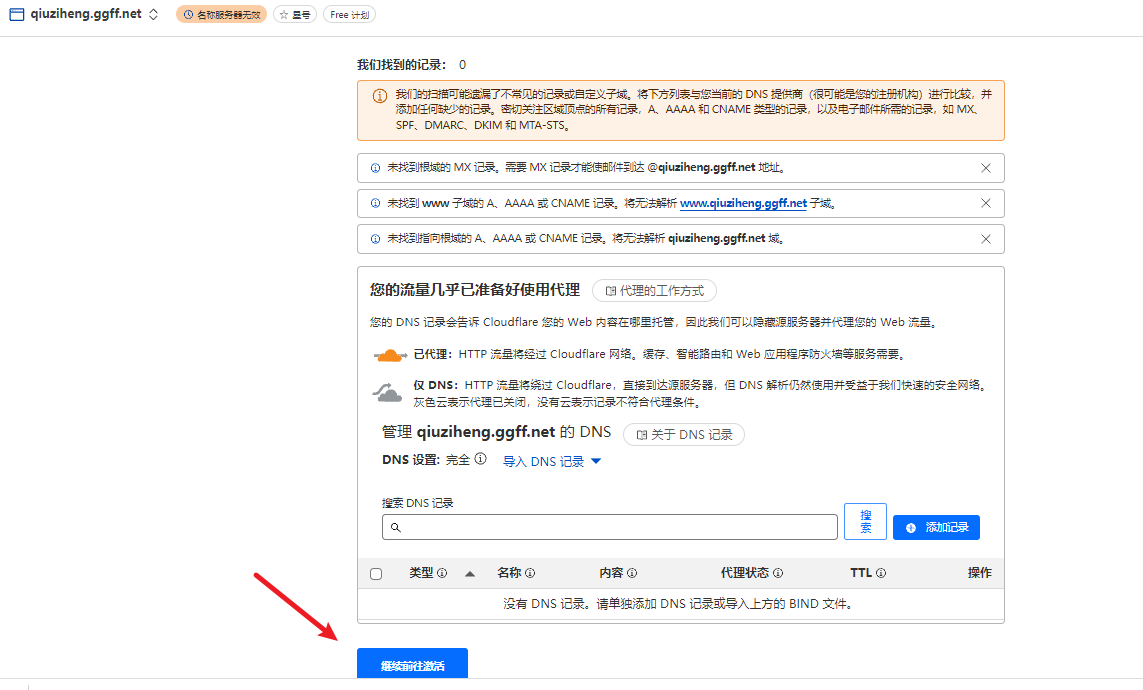 qiuziheng.ggff.net 名称服务器无效 星号 Free 计划
我们找到的记录： 0
我们的扫描可能遗漏了不常见的记录或自定义子域。将下方列表与您当前的 DNS 提供商（很可能是您的注册机构）进行比较，并
添加任何缺少的记录。密切关注区域顶点的所有记录，A、AAAA 和 CNAME 类型的记录，以及电子邮件所需的记录，如 MX、
SPF、DMARC、DKIM 和 MTA-STS。
未找到根域的 MX 记录。需要 MX 记录才能使邮件到达 @qiuziheng.ggff.net 地址。
未找到 www 子域的 A、AAAA 或 CNAME 记录。将无法解析 www.qiuziheng.ggff.net 子域。
未找到指向根域的 A、AAAA 或 CNAME 记录。将无法解析 qiuziheng.ggff.net 域。
您的流量几乎已准备好使用代理 代理的工作方式
您的 DNS 记录会告诉 Cloudflare 您的 Web 内容在哪里托管，因此我们可以隐藏源服务器并代理您的 Web 流量。
已代理：HTTP 流量将经过 Cloudflare 网络。缓存、智能路由和 Web 应用程序防火墙等服务需要。
仅 DNS：HTTP 流量将绕过 Cloudflare，直接到达源服务器，但 DNS 解析仍然使用并受益于我们快速的安全网络。
灰色云表示代理已关闭，没有云表示记录不符合代理条件。
管理 qiuziheng.ggff.net 的 DNS 关于 DNS 记录
DNS 设置: 完全 导入 DNS 记录
搜索 DNS 记录
搜
索
添加记录
类型 名称 内容 代理状态 TTL 操作
没有 DNS 记录。请单独添加 DNS 记录或导入上方的 BIND 文件。
继续前往激活